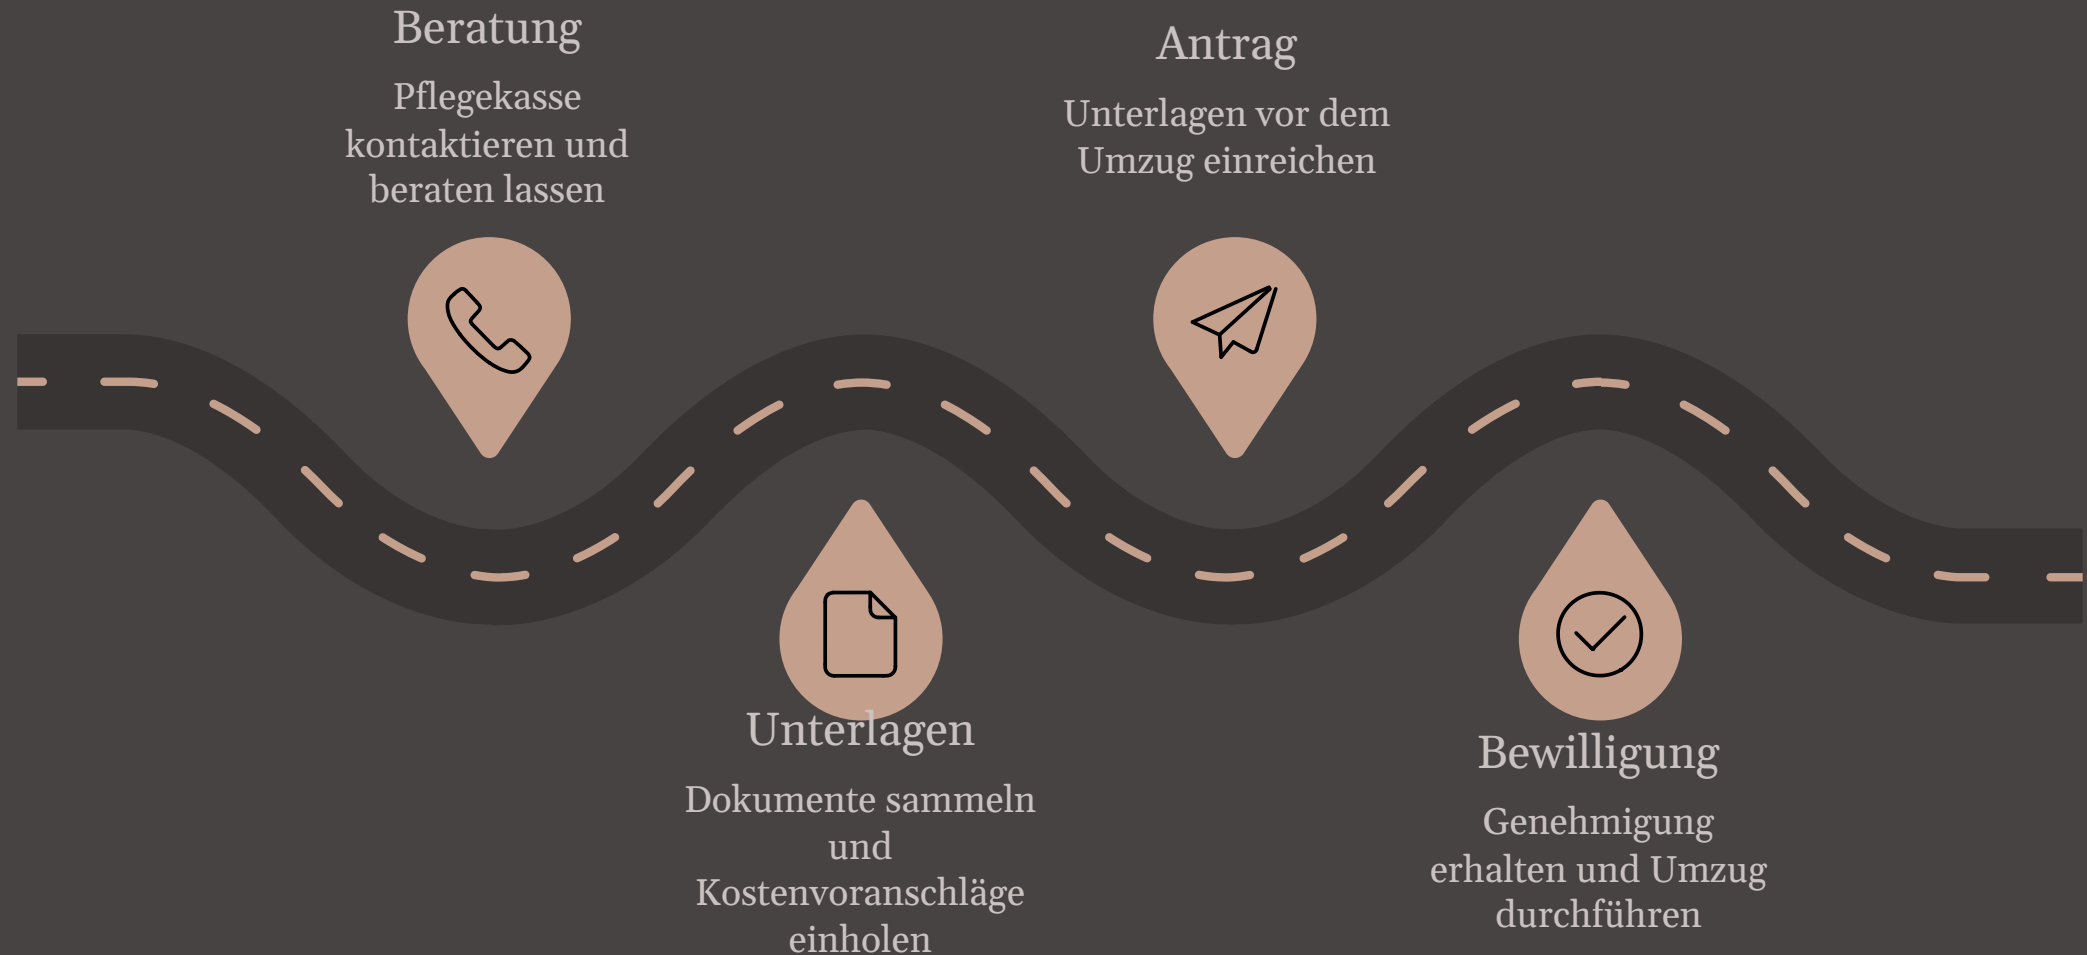 Beratung
Pflegekasse
kontaktieren und
beraten lassen
Unterlagen
Dokumente sammeln
und
Kostenvoranschläge
einholen
Antrag
Unterlagen vor dem
Umzug einreichen
Bewilligung
Genehmigung
erhalten und Umzug
durchführen